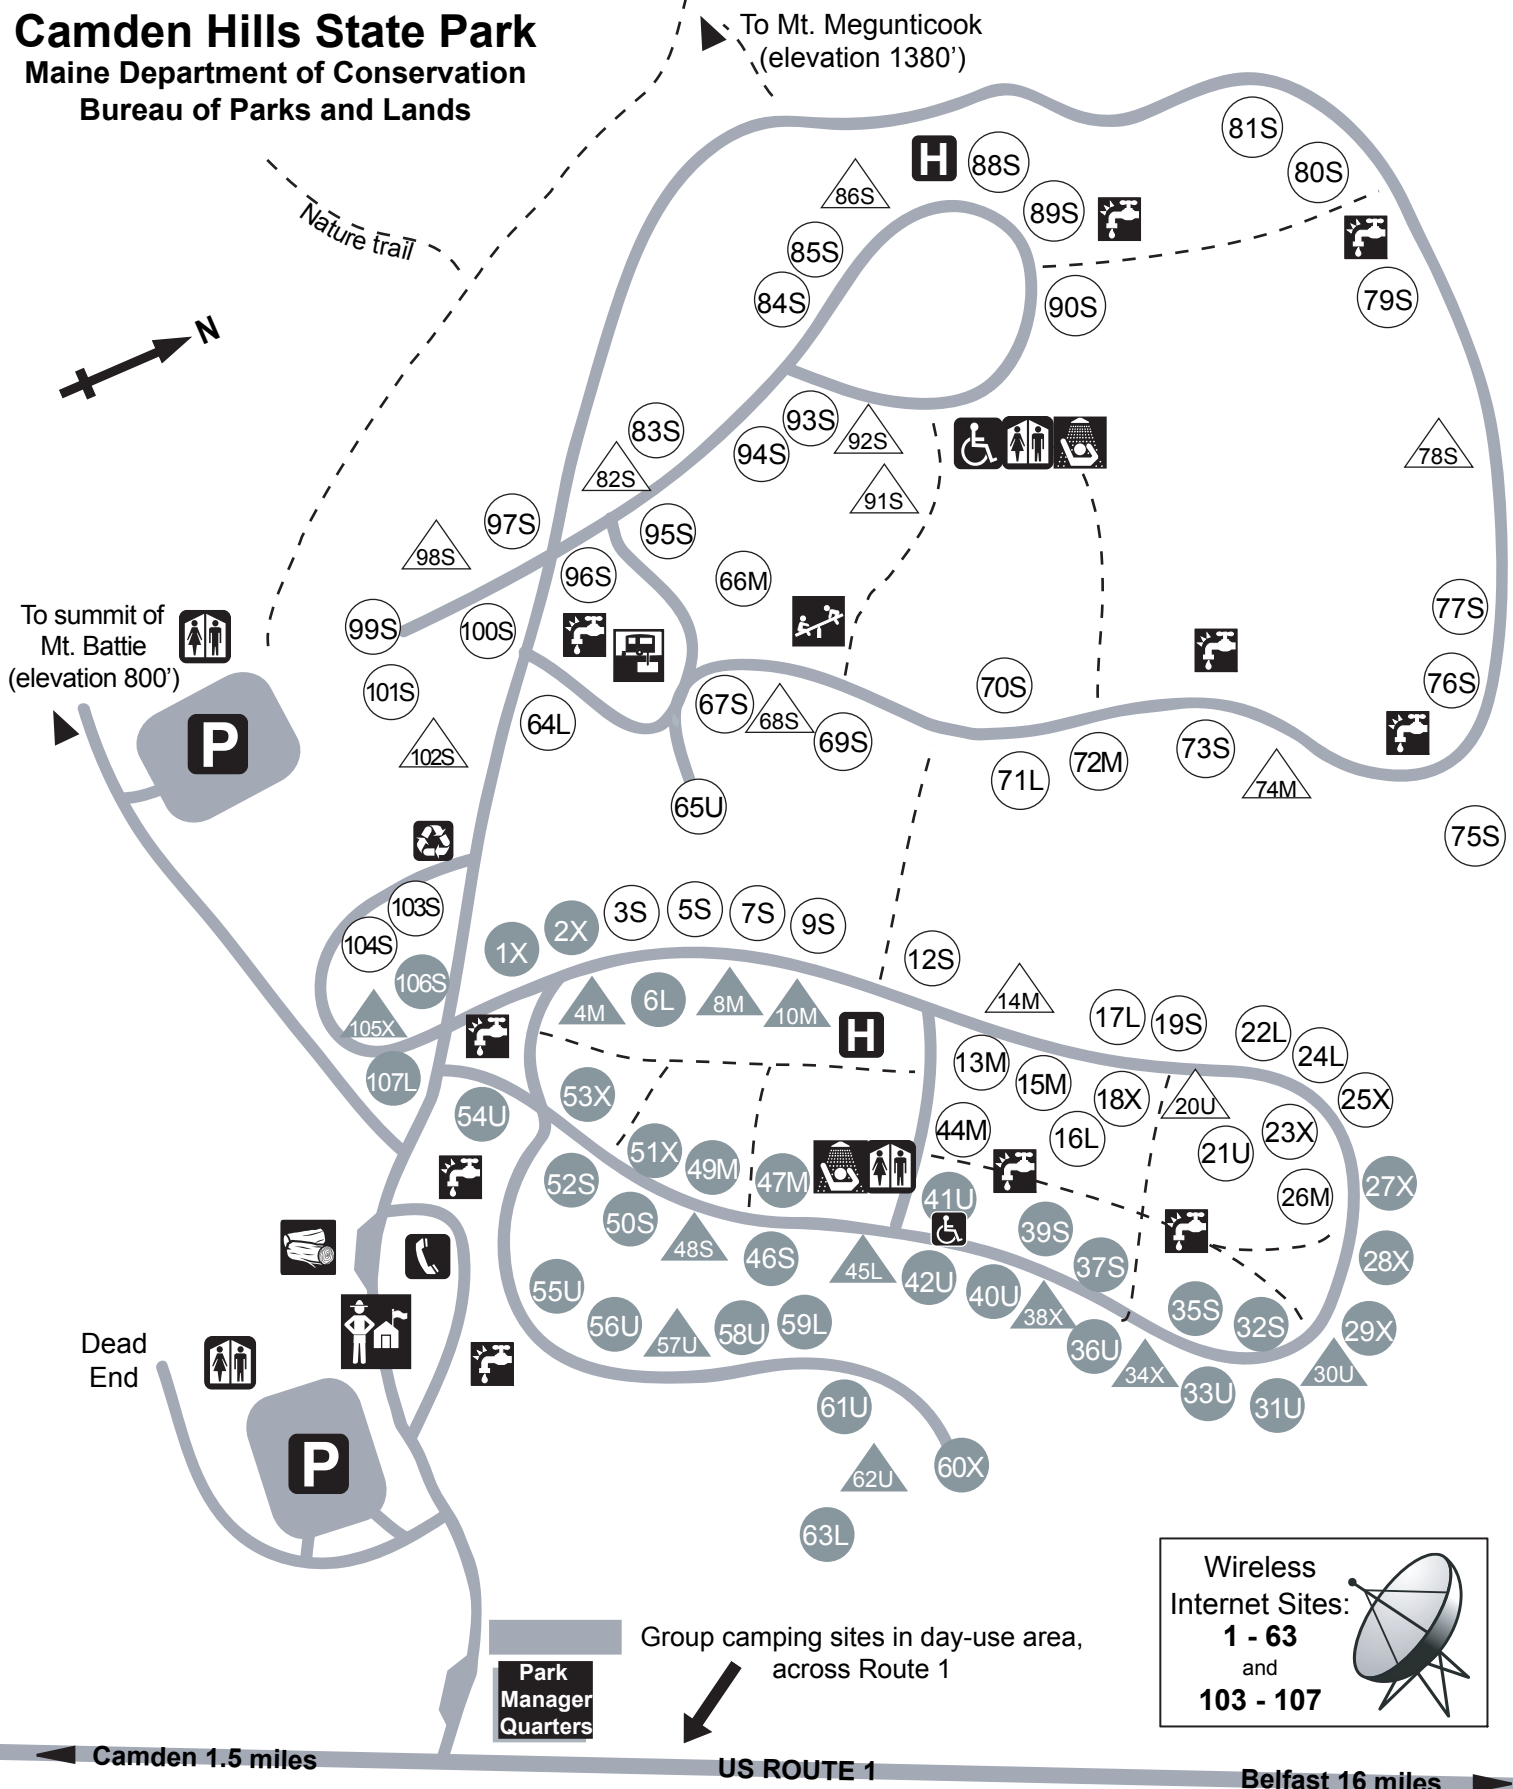 Camden Hills State Park
Maine Department of Conservation
Bureau of Parks and Lands
To Mt. Megunticook
(elevation 1380')
Nature trail
N
81S
80S
H
88S
86S
89S
85S
84S
90S
79S
83S
82S
93S
94S
92S
91S
78S
97S
98S
95S
96S
66M
99S
100S
101S
102S
64L
67S
68S
69S
70S
71L
72M
73S
74M
77S
76S
75S
65U
To summit of
Mt. Battie
(elevation 800')
P
103S
104S
106S
105X
107L
1X
2X
3S
5S
7S
9S
12S
4M
6L
8M
10M
H
14M
17L
19S
22L
24L
25X
13M
15M
18X
20U
44M
16L
21U
23X
26M
27X
28X
53X
54U
51X
49M
47M
52S
50S
48S
46S
41U
39S
37S
45L
42U
40U
38X
36U
35S
32S
29X
30U
34X
33U
31U
55U
56U
57U
58U
59L
61U
62U
60X
63L
Dead
End
P
Wireless
Internet Sites:
1 - 63
and
103 - 107
Group camping sites in day-use area,
across Route 1
Park
Manager
Quarters
Camden 1.5 miles
US ROUTE 1
Belfast 16 miles